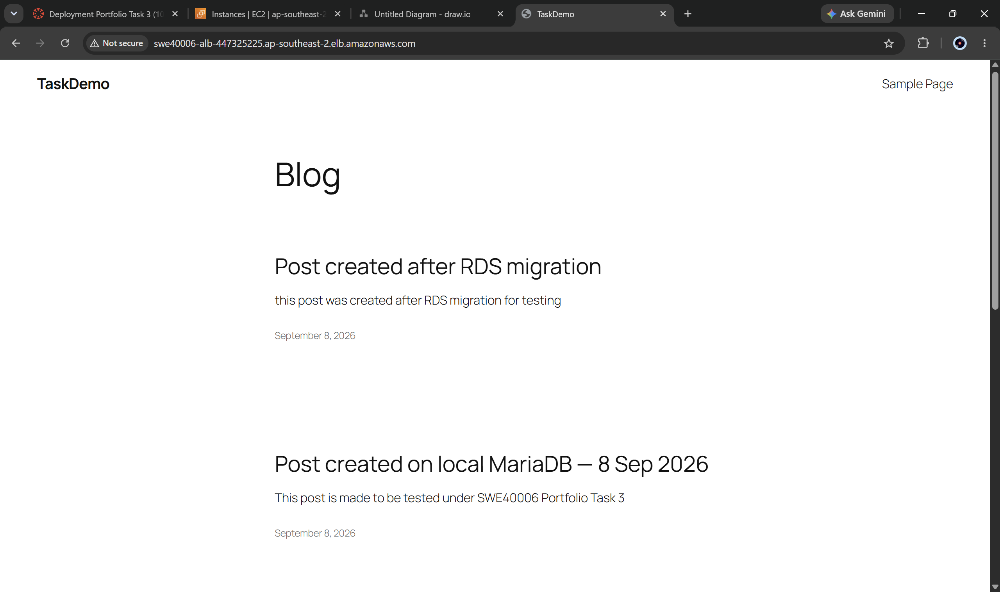 Deployment Portfolio Task 3 (10
Instances | EC2 | ap-southeast-2
Untitled Diagram - draw.io
TaskDemo
Ask Gemini
Not secure
swe40006-alb-447325225.ap-southeast-2.elb.amazonaws.com
TaskDemo
Sample Page
Blog
Post created after RDS migration
this post was created after RDS migration for testing
September 8, 2026
Post created on local MariaDB — 8 Sep 2026
This post is made to be tested under SWE40006 Portfolio Task 3
September 8, 2026